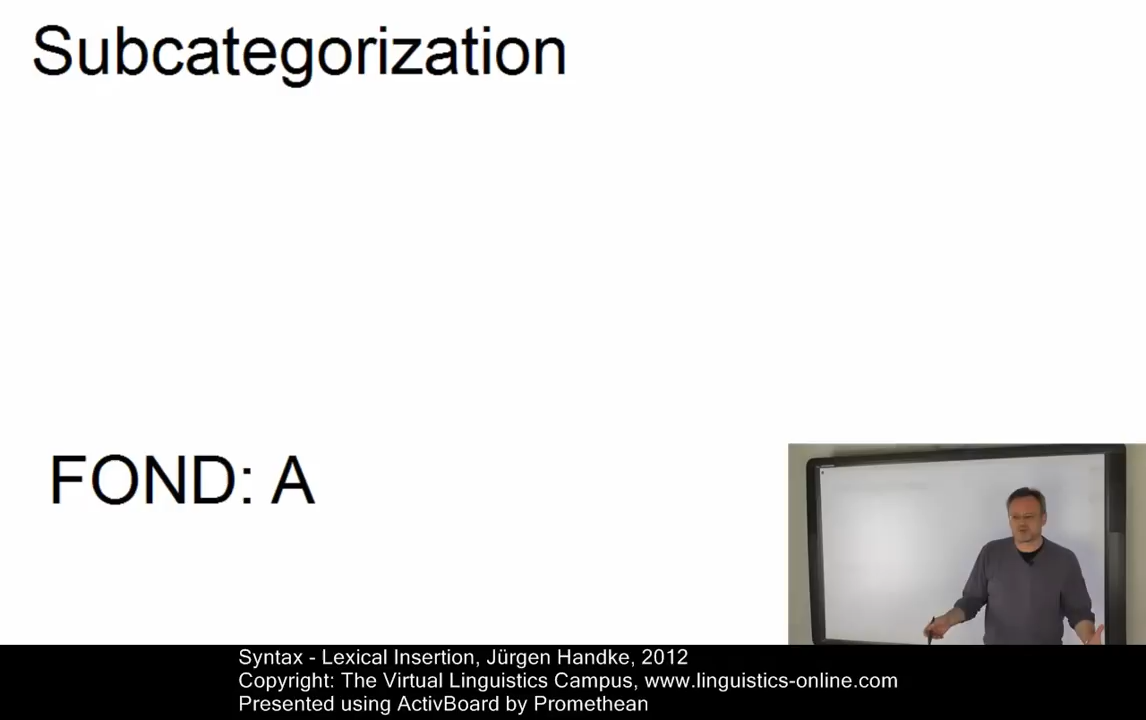 Subcategorization
FOND: A
Syntax - Lexical Insertion, Jürgen Handke, 2012
Copyright: The Virtual Linguistics Campus, www.linguistics-online.com
Presented using ActivBoard by Promethean